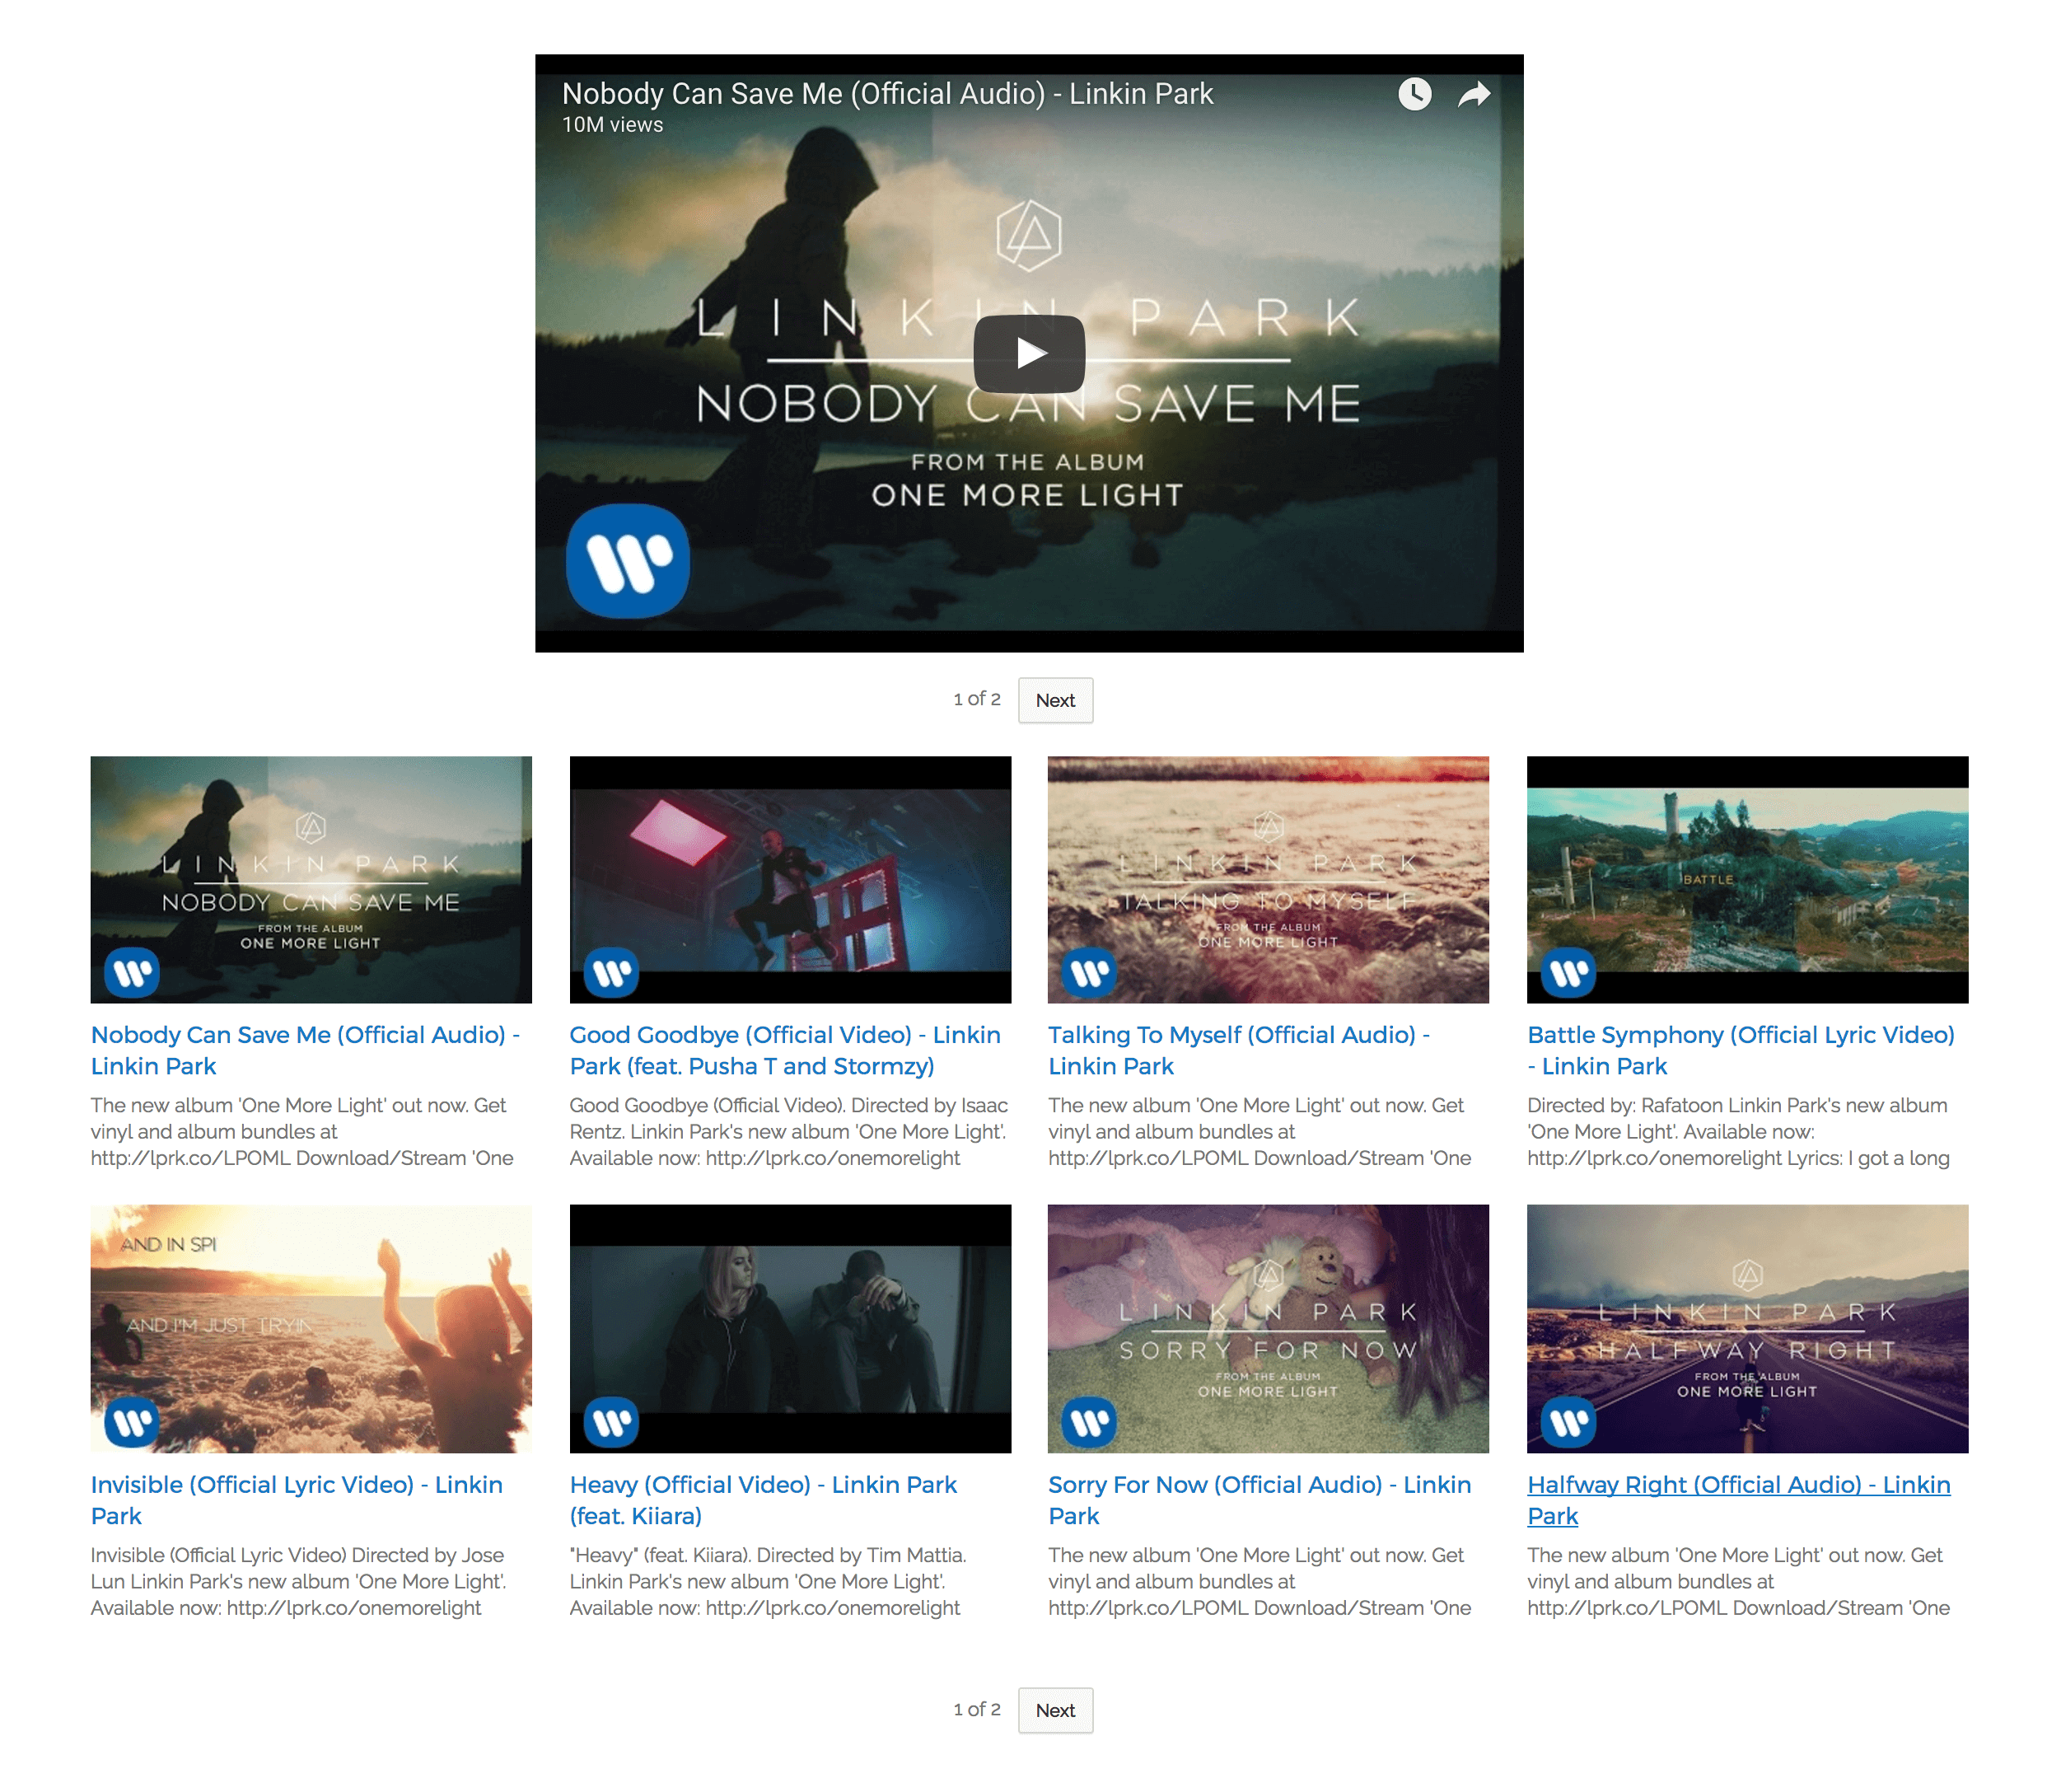 Nobody Can Save Me (Official Audio) - Linkin Park
10M views
LINKIN PARK
NOBODY CAN SAVE ME
FROM THE ALBUM
ONE MORE LIGHT
1 of 2 Next
LINKIN PARK
NOBODY CAN SAVE ME
FROM THE ALBUM
ONE MORE LIGHT
Nobody Can Save Me (Official Audio) -
Linkin Park
The new album 'One More Light' out now. Get
vinyl and album bundles at
http://lprk.co/LPOML Download/Stream 'One
Good Goodbye (Official Video) - Linkin
Park (feat. Pusha T and Stormzy)
Good Goodbye (Official Video). Directed by Isaac
Rentz. Linkin Park's new album 'One More Light'.
Available now: http://lprk.co/onemorelight
LINKIN PARK
TALKING TO MYSELF
FROM THE ALBUM
ONE MORE LIGHT
Talking To Myself (Official Audio) -
Linkin Park
The new album 'One More Light' out now. Get
vinyl and album bundles at
http://lprk.co/LPOML Download/Stream 'One
BATTLE
Battle Symphony (Official Lyric Video)
- Linkin Park
Directed by: Rafatoon Linkin Park's new album
'One More Light'. Available now:
http://lprk.co/onemorelight Lyrics: I got a long
AND IN SPI
AND I'M JUST TRYIN
Invisible (Official Lyric Video) - Linkin
Park
Invisible (Official Lyric Video) Directed by Jose
Lun Linkin Park's new album 'One More Light'.
Available now: http://lprk.co/onemorelight
Heavy (Official Video) - Linkin Park
(feat. Kiiara)
"Heavy" (feat. Kiiara). Directed by Tim Mattia.
Linkin Park's new album 'One More Light'.
Available now: http://lprk.co/onemorelight
LINKIN PARK
SORRY FOR NOW
FROM THE ALBUM
ONE MORE LIGHT
Sorry For Now (Official Audio) - Linkin
Park
The new album 'One More Light' out now. Get
vinyl and album bundles at
http://lprk.co/LPOML Download/Stream 'One
LINKIN PARK
HALFWAY RIGHT
FROM THE ALBUM
ONE MORE LIGHT
Halfway Right (Official Audio) - Linkin
Park
The new album 'One More Light' out now. Get
vinyl and album bundles at
http://lprk.co/LPOML Download/Stream 'One
1 of 2 Next